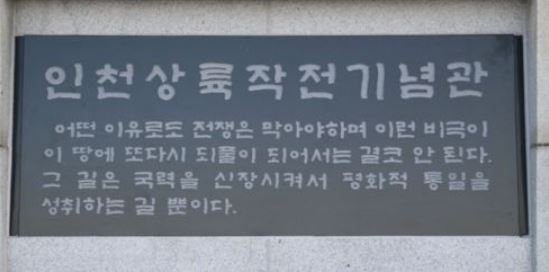 인천상륙작전기념관
어떤 이유로도 전쟁은 막아야하며 이런 비극이
이 땅에 또다시 되풀이 되어서는 결코 안 된다.
그 길은 국력을 신장시켜서 평화적 통일을
성취하는 길 뿐이다.